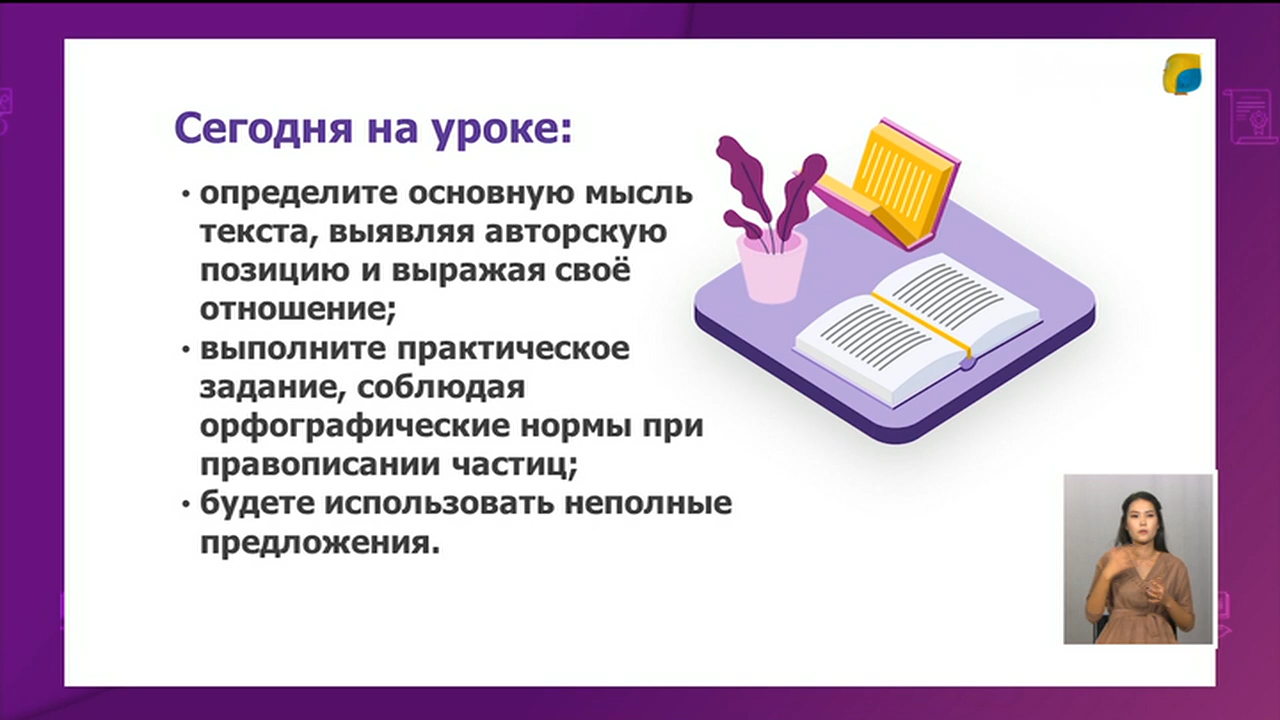 Сегодня на уроке:
• определите основную мысль
текста, выявляя авторскую
позицию и выражая своё
отношение;
• выполните практическое
задание, соблюдая
орфографические нормы при
правописании частиц;
• будете использовать неполные
предложения.